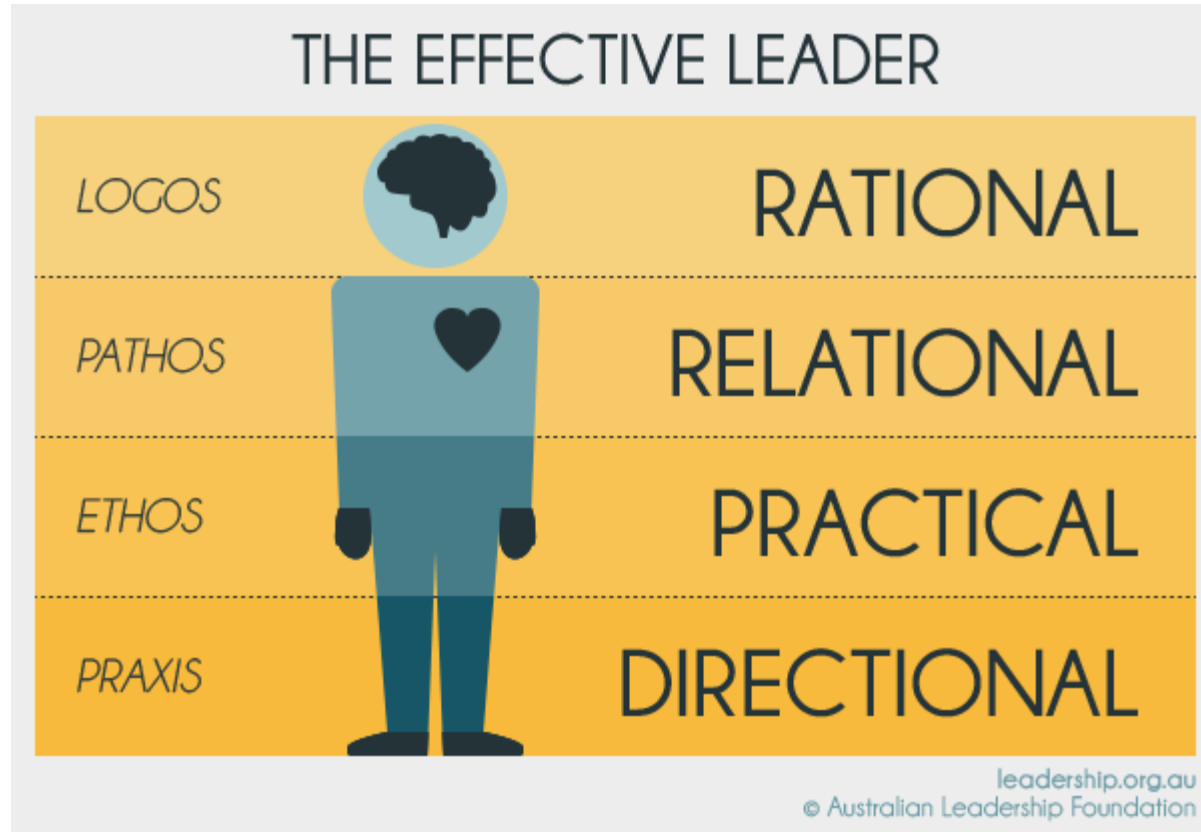 THE EFFECTIVE LEADER
LOGOS
RATIONAL
PATHOS
RELATIONAL
ETHOS
PRACTICAL
PRAXIS
DIRECTIONAL
leadership.org.au
© Australian Leadership Foundation